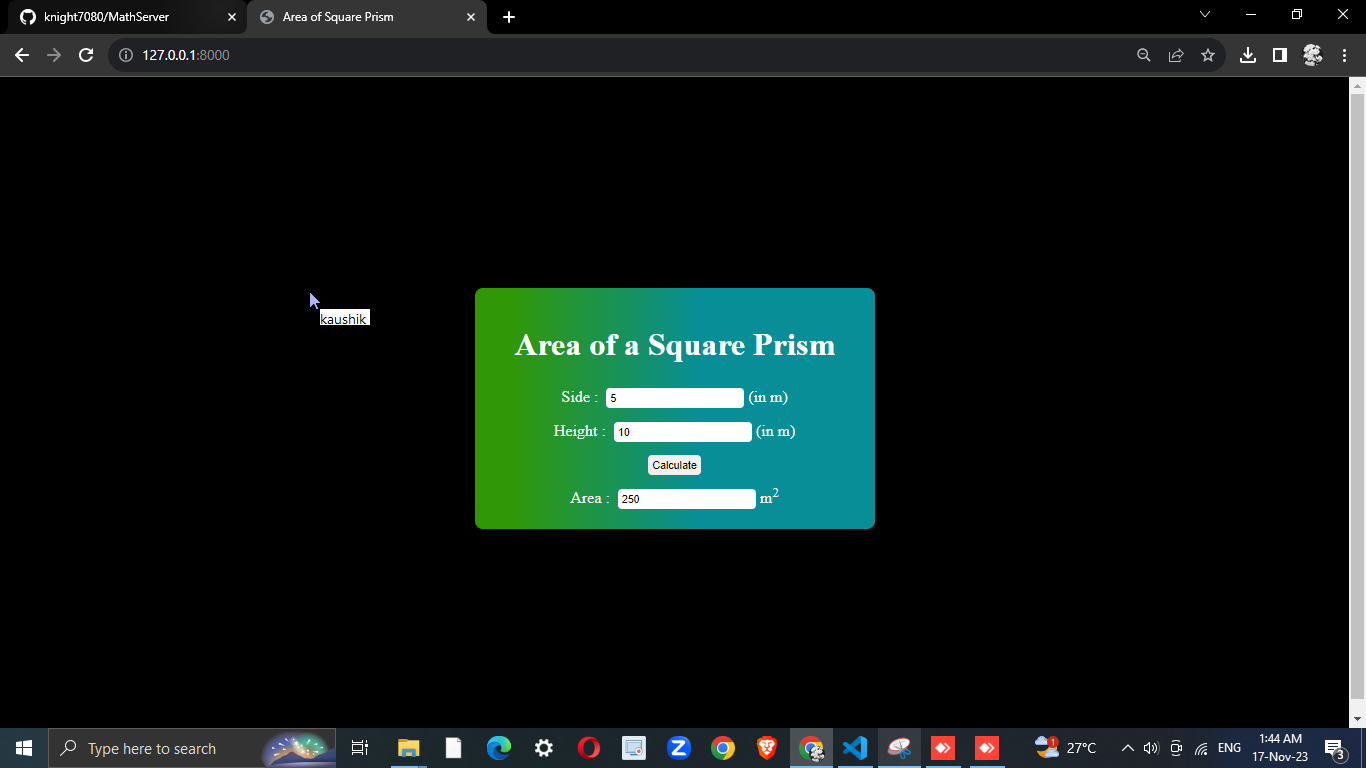 knight7080/MathServer
Area of Square Prism
127.0.0.1:8000
kaushik
Area of a Square Prism
Side : 5 (in m)
Height : 10 (in m)
Calculate
Area : 250 m²
Type here to search
1
27°C
ENG
1:44 AM
17-Nov-23
3